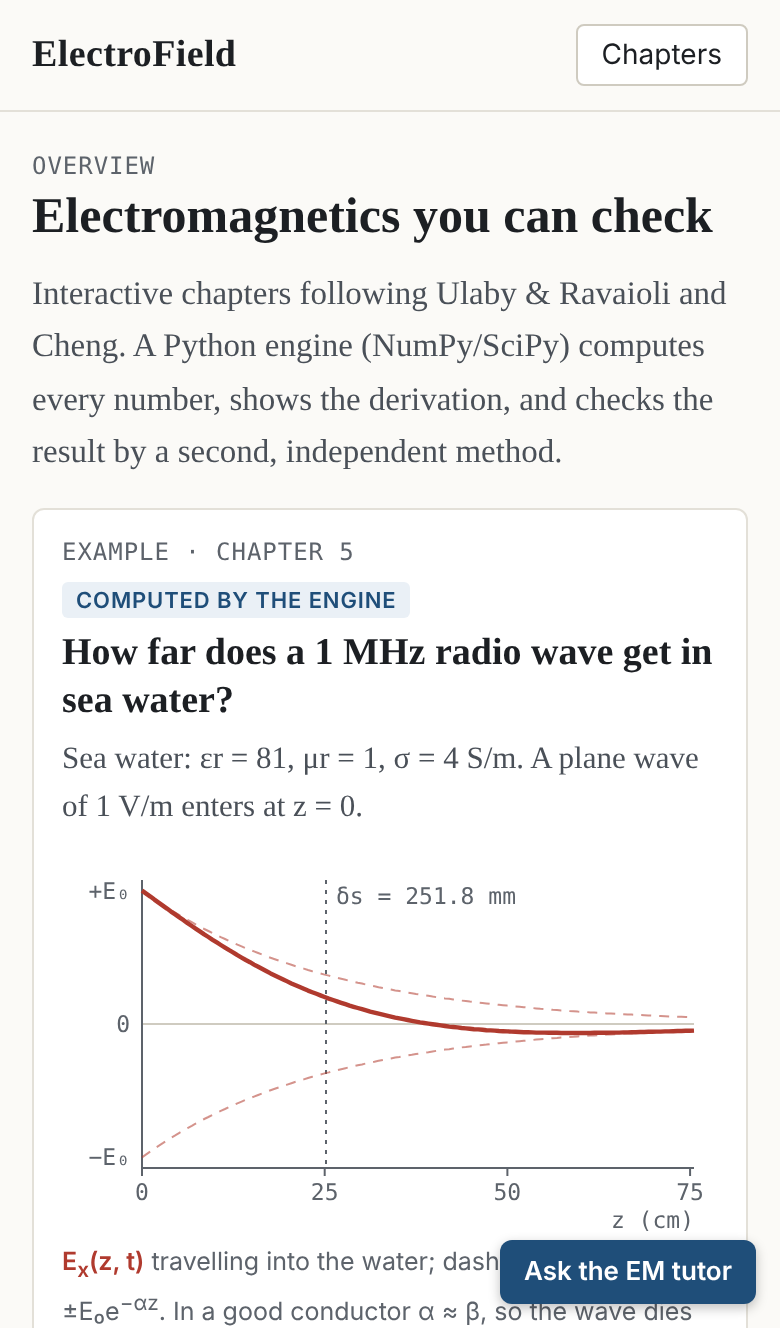 ElectroField
Chapters
OVERVIEW
Electromagnetics you can check
Interactive chapters following Ulaby & Ravaioli and
Cheng. A Python engine (NumPy/SciPy) computes
every number, shows the derivation, and checks the
result by a second, independent method.
EXAMPLE · CHAPTER 5
COMPUTED BY THE ENGINE
How far does a 1 MHz radio wave get in
sea water?
Sea water: εr = 81, μr = 1, σ = 4 S/m. A plane wave
of 1 V/m enters at z = 0.
+E₀
δs = 251.8 mm
0
−E₀
0 25 50 75
z (cm)
Eₓ(z, t) travelling into the water; dash
Ask the EM tutor
±E₀e⁻ᵅᶻ. In a good conductor α ≈ β, so the wave dies